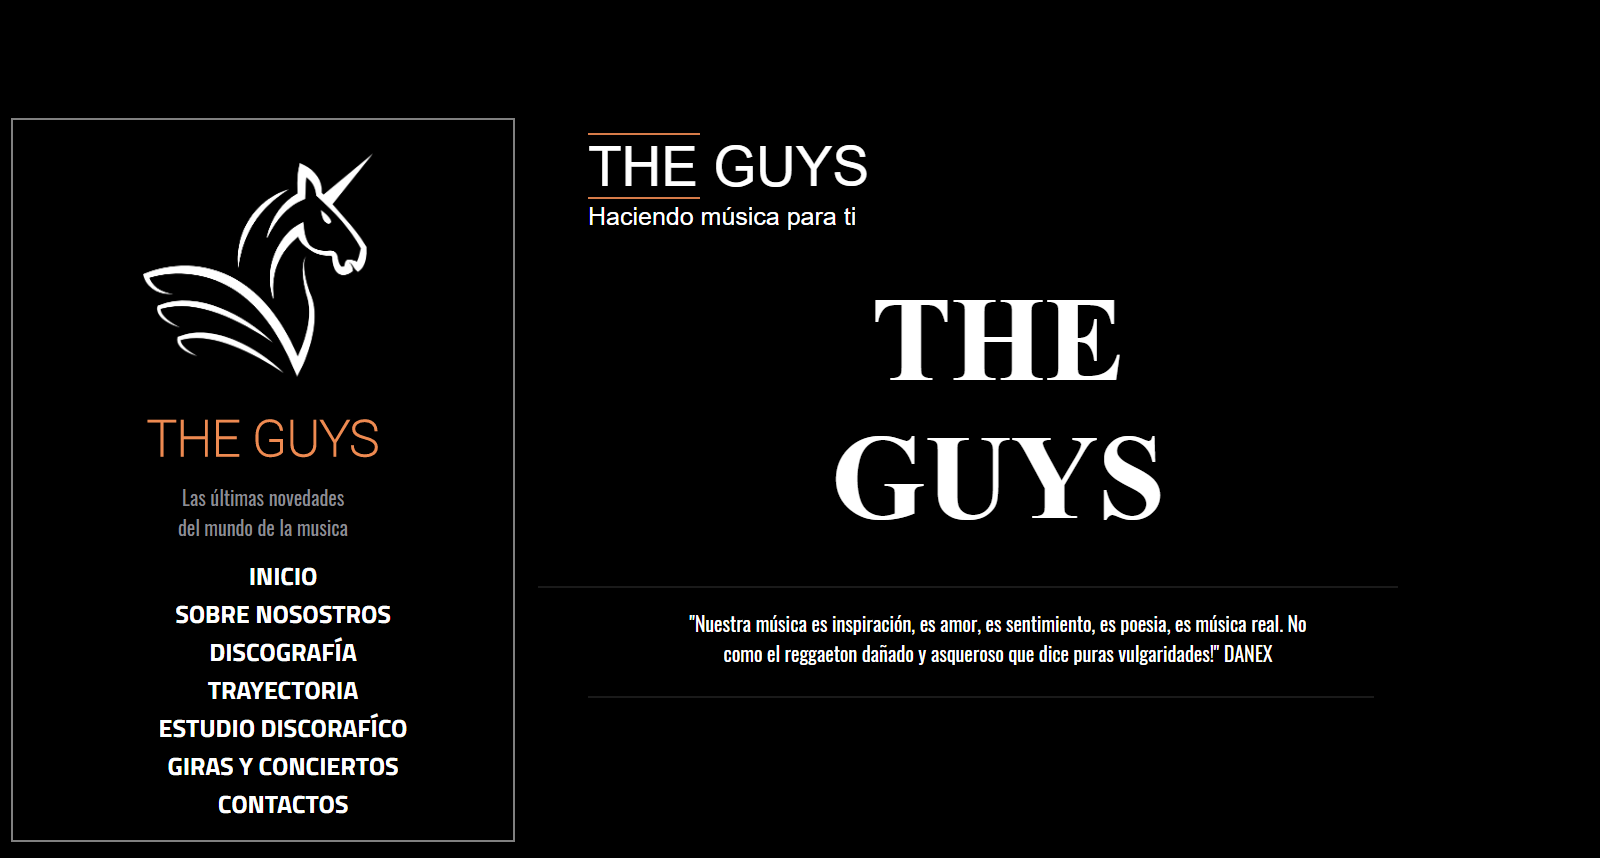 THE GUYS
Las últimas novedades
del mundo de la musica
INICIO
SOBRE NOSOSTROS
DISCOGRAFÍA
TRAYECTORIA
ESTUDIO DISCORAFÍCO
GIRAS Y CONCIERTOS
CONTACTOS
THE GUYS
Haciendo música para ti
THE
GUYS
"Nuestra música es inspiración, es amor, es sentimiento, es poesia, es música real. No
como el reggaeton dañado y asqueroso que dice puras vulgaridades!" DANEX